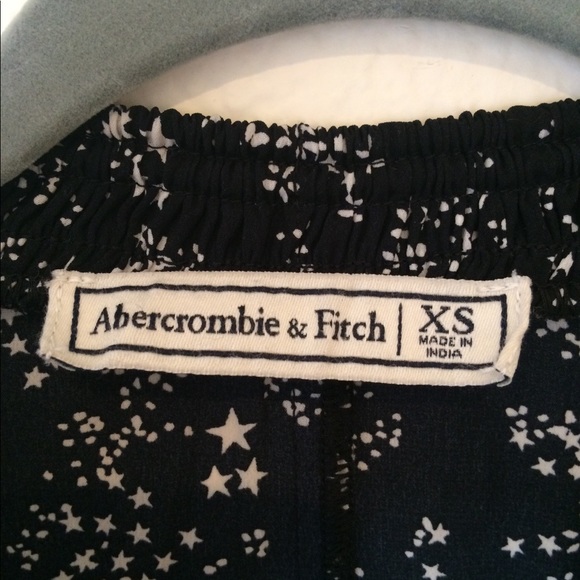 Abercrombie & Fitch
XS
MADE IN
INDIA